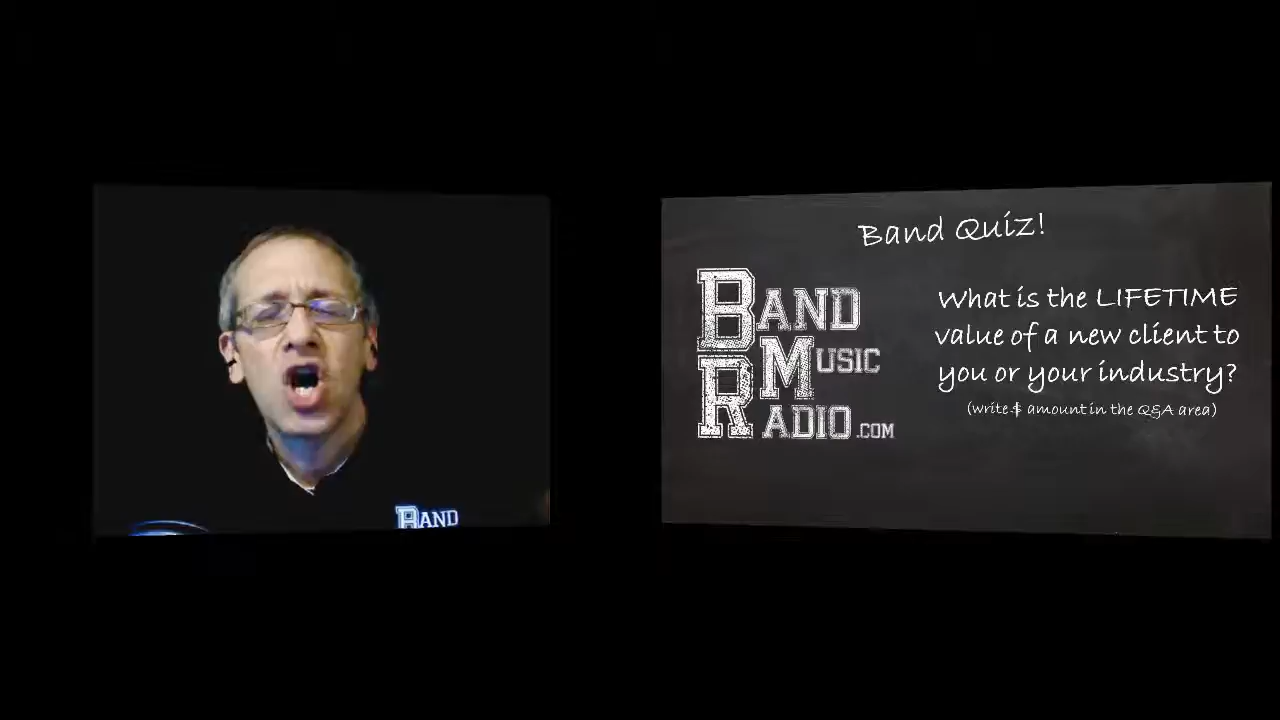 BAND
Band Quiz!
BAND
MUSIC
RADIO.COM
What is the LIFETIME
value of a new client to
you or your industry?
(write $ amount in the Q&A area)